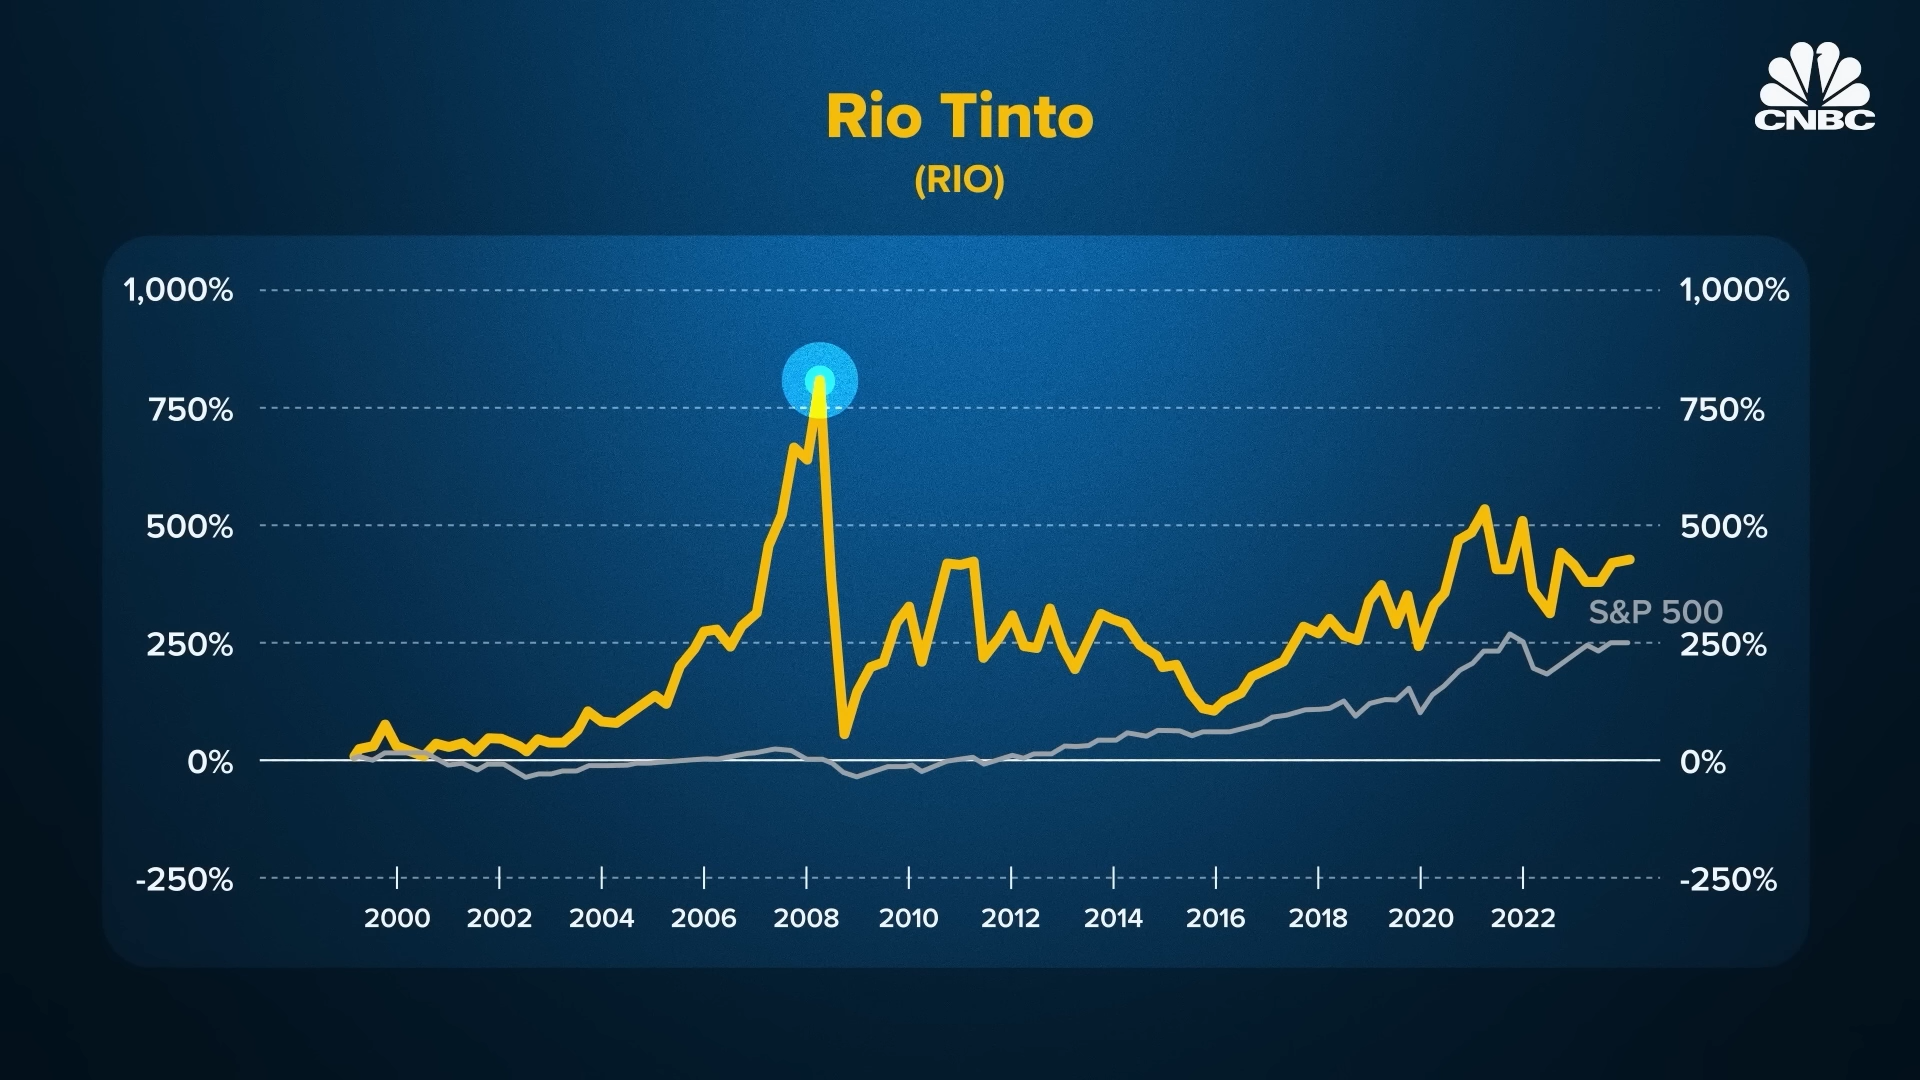 CNBC
Rio Tinto
(RIO)
1,000% 1,000%
750% 750%
500% 500%
S&P 500
250% 250%
0% 0%
-250% -250%
2000 2002 2004 2006 2008 2010 2012 2014 2016 2018 2020 2022